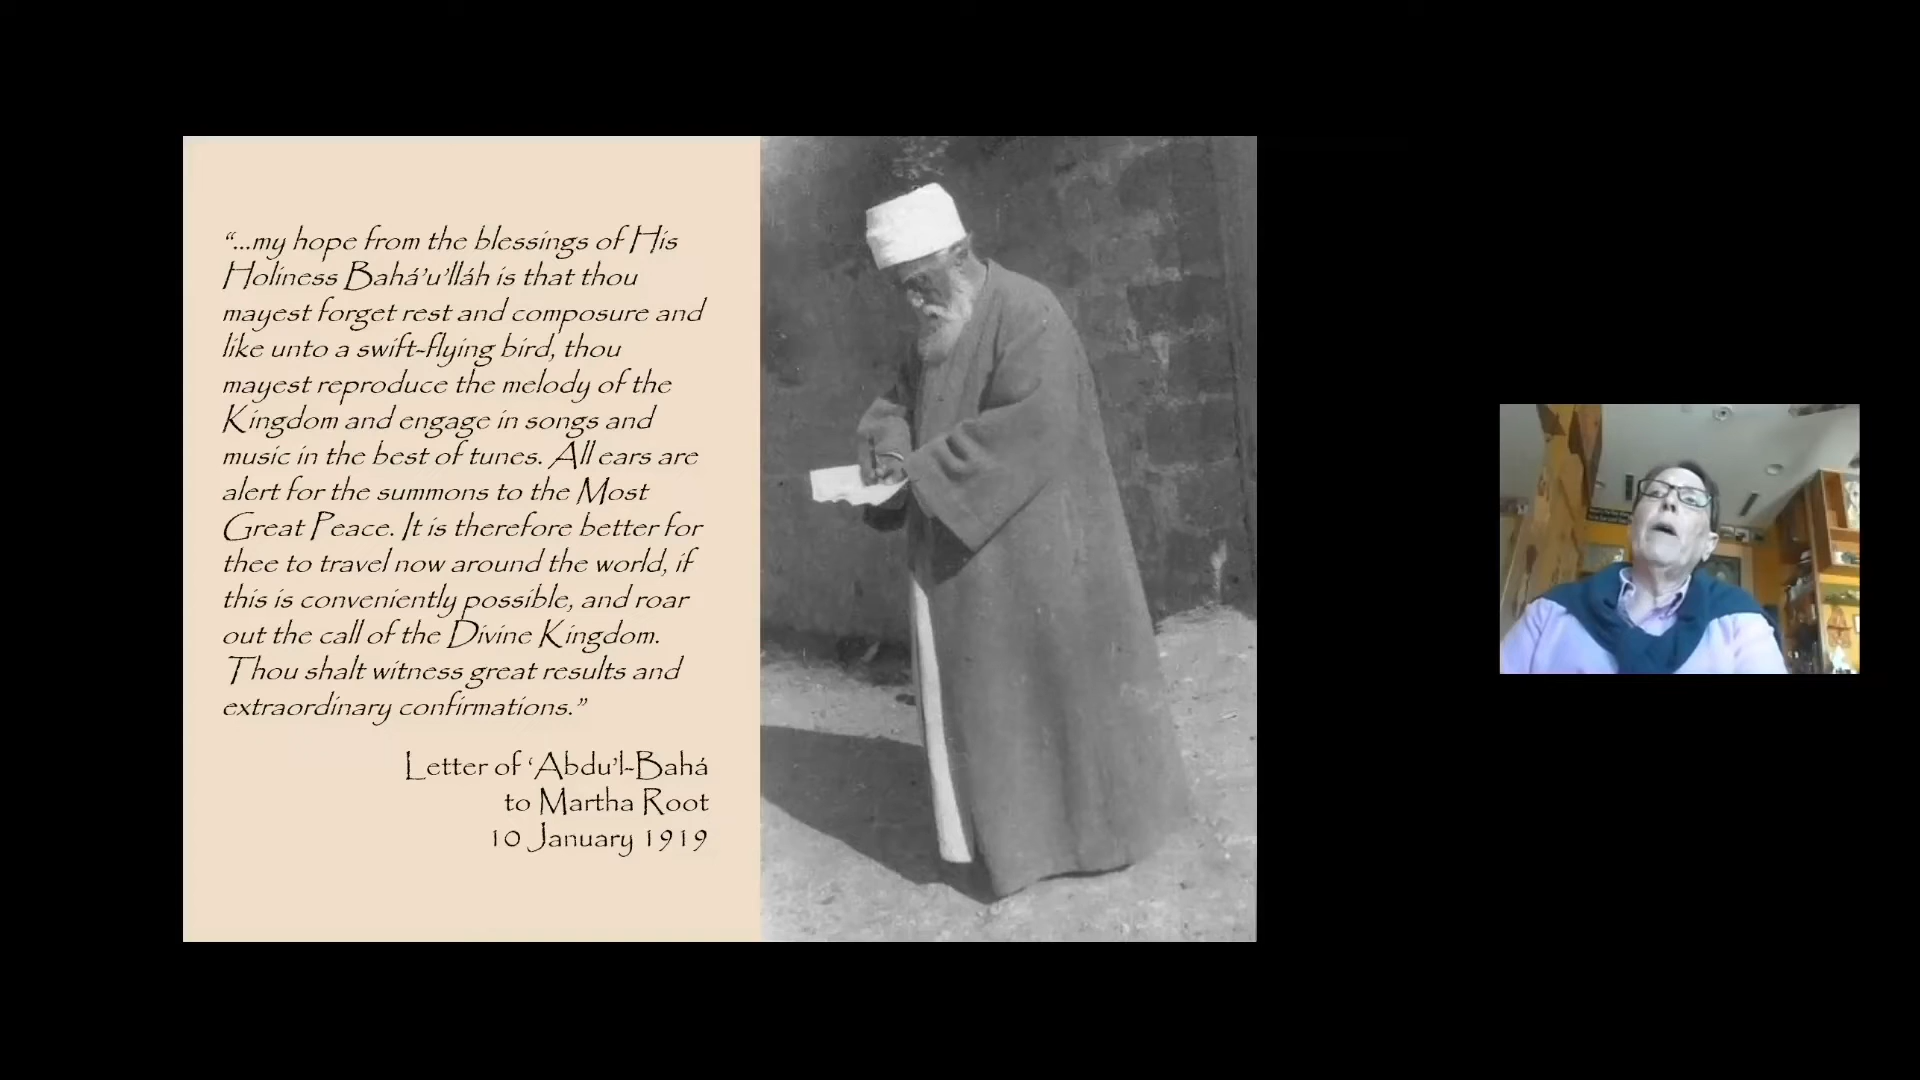 “...my hope from the blessings of His
Holiness Bahá’u’lláh is that thou
mayest forget rest and composure and
like unto a swift-flying bird, thou
mayest reproduce the melody of the
Kingdom and engage in songs and
music in the best of tunes. All ears are
alert for the summons to the Most
Great Peace. It is therefore better for
thee to travel now around the world, if
this is conveniently possible, and roar
out the call of the Divine Kingdom.
Thou shalt witness great results and
extraordinary confirmations.”
Letter of ‘Abdu’l-Bahá
to Martha Root
10 January 1919